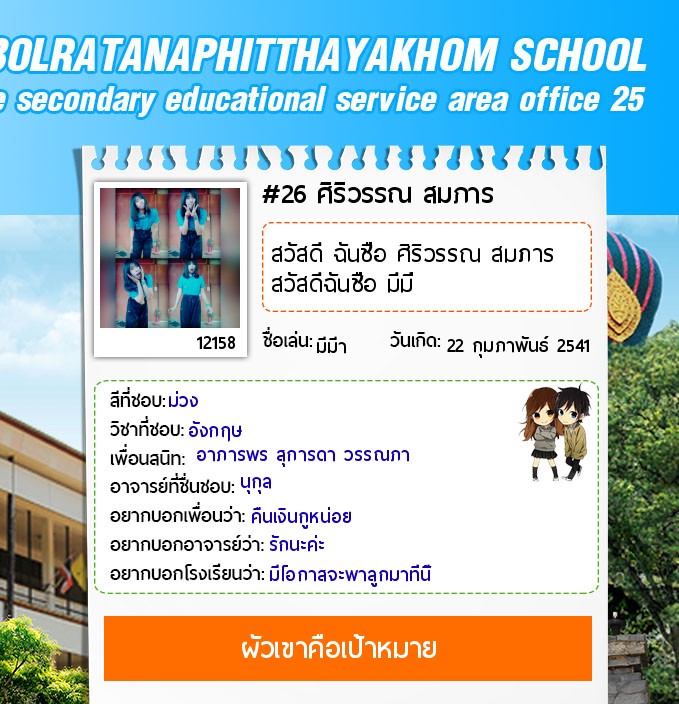 BOLRATANAPHITTHAYAKHOM SCHOOL
e secondary educational service area office 25
#26 ศิริวรรณ สมภาร
สวัสดี ฉันชื่อ ศิริวรรณ สมภาร
สวัสดีฉันชื่อ มีมี่
12158
ชื่อเล่น: มีมี่า วันเกิด: 22 กุมภาพันธ์ 2541
สีที่ชอบ: ม่วง
วิชาที่ชอบ: อังกฤษ
เพื่อนสนิท: อาภารพร สุการดา วรรณภา
อาจารย์ที่ชื่นชอบ: นุกุล
อยากบอกเพื่อนว่า: คืนเงินกูหน่อย
อยากบอกอาจารย์ว่า: รักนะค่ะ
อยากบอกโรงเรียนว่า: มีโอกาสจะพาลูกมาที่นี้
ผัวเขาคือเป้าหมาย